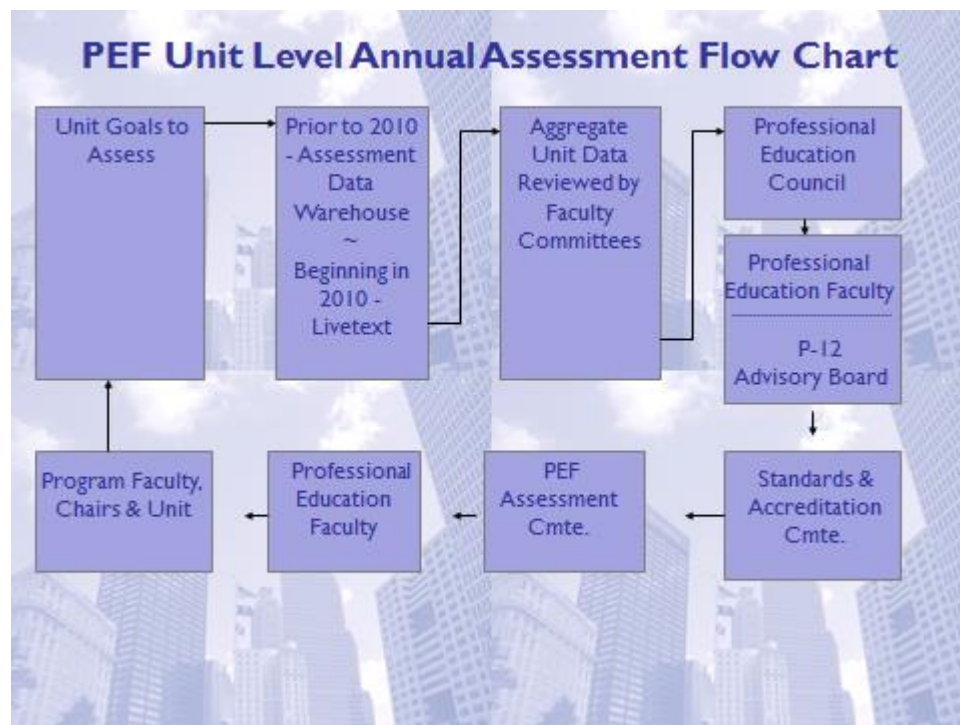 PEF Unit Level Annual Assessment Flow Chart
Unit Goals to
Assess
Prior to 2010
- Assessment
Data
Warehouse
~
Beginning in
2010 -
Livetext
Aggregate
Unit Data
Reviewed by
Faculty
Committees
Professional
Education
Council
Professional
Education Faculty
P-12
Advisory Board
Standards &
Accreditation
Cmte.
PEF
Assessment
Cmte.
Professional
Education
Faculty
Program Faculty,
Chairs & Unit